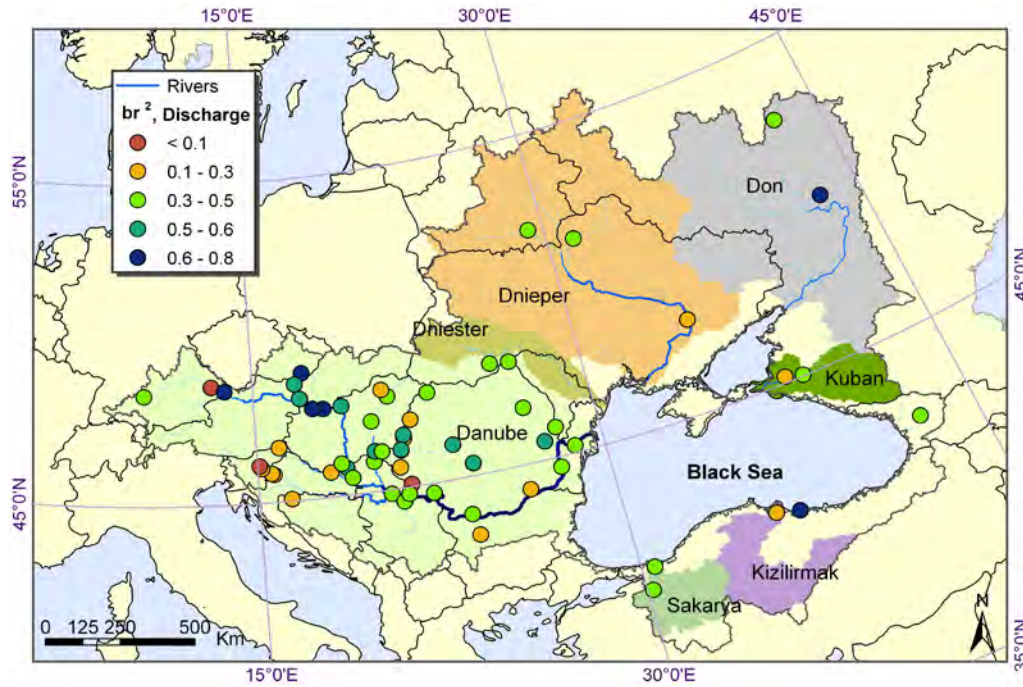 15°0'E
30°0'E
45°0'E
Rivers
br ², Discharge
< 0.1
0.1 - 0.3
0.3 - 0.5
0.5 - 0.6
0.6 - 0.8
55°0'N
Don
45°0'N
Dnieper
Dniester
Kuban
Danube
Black Sea
45°0'N
Kizilirmak
Sakarya
N
0 125 250 500
Km
35°0'N
15°0'E
30°0'E